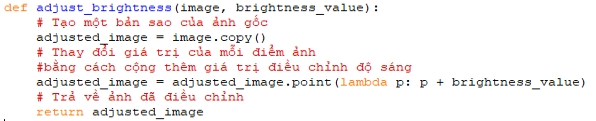 def adjust_brightness(image, brightness_value):
# Tạo một bản sao của ảnh gốc
adjusted_image = image.copy()
# Thay đổi giá trị của mỗi điểm ảnh
#bằng cách cộng thêm giá trị điều chỉnh độ sáng
adjusted_image = adjusted_image.point(lambda p: p + brightness_value)
# Trả về ảnh đã điều chỉnh
return adjusted_image